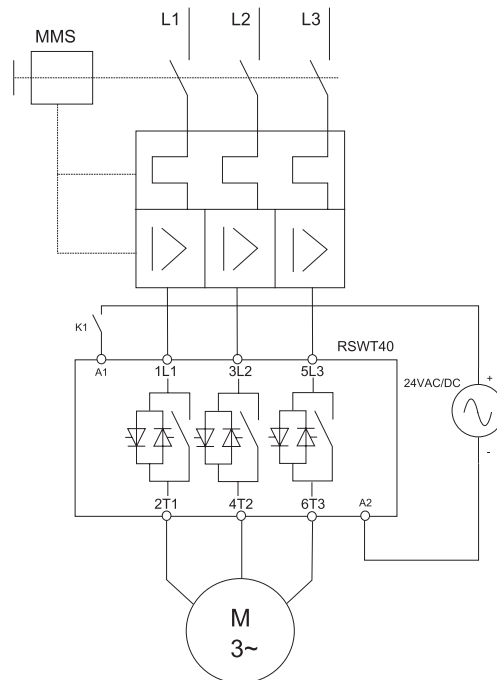 L1 L2 L3
MMS
K1
A1 1L1 3L2 5L3 RSWT40
24VAC/DC
+
-
2T1 4T2 6T3 A2
M
3~